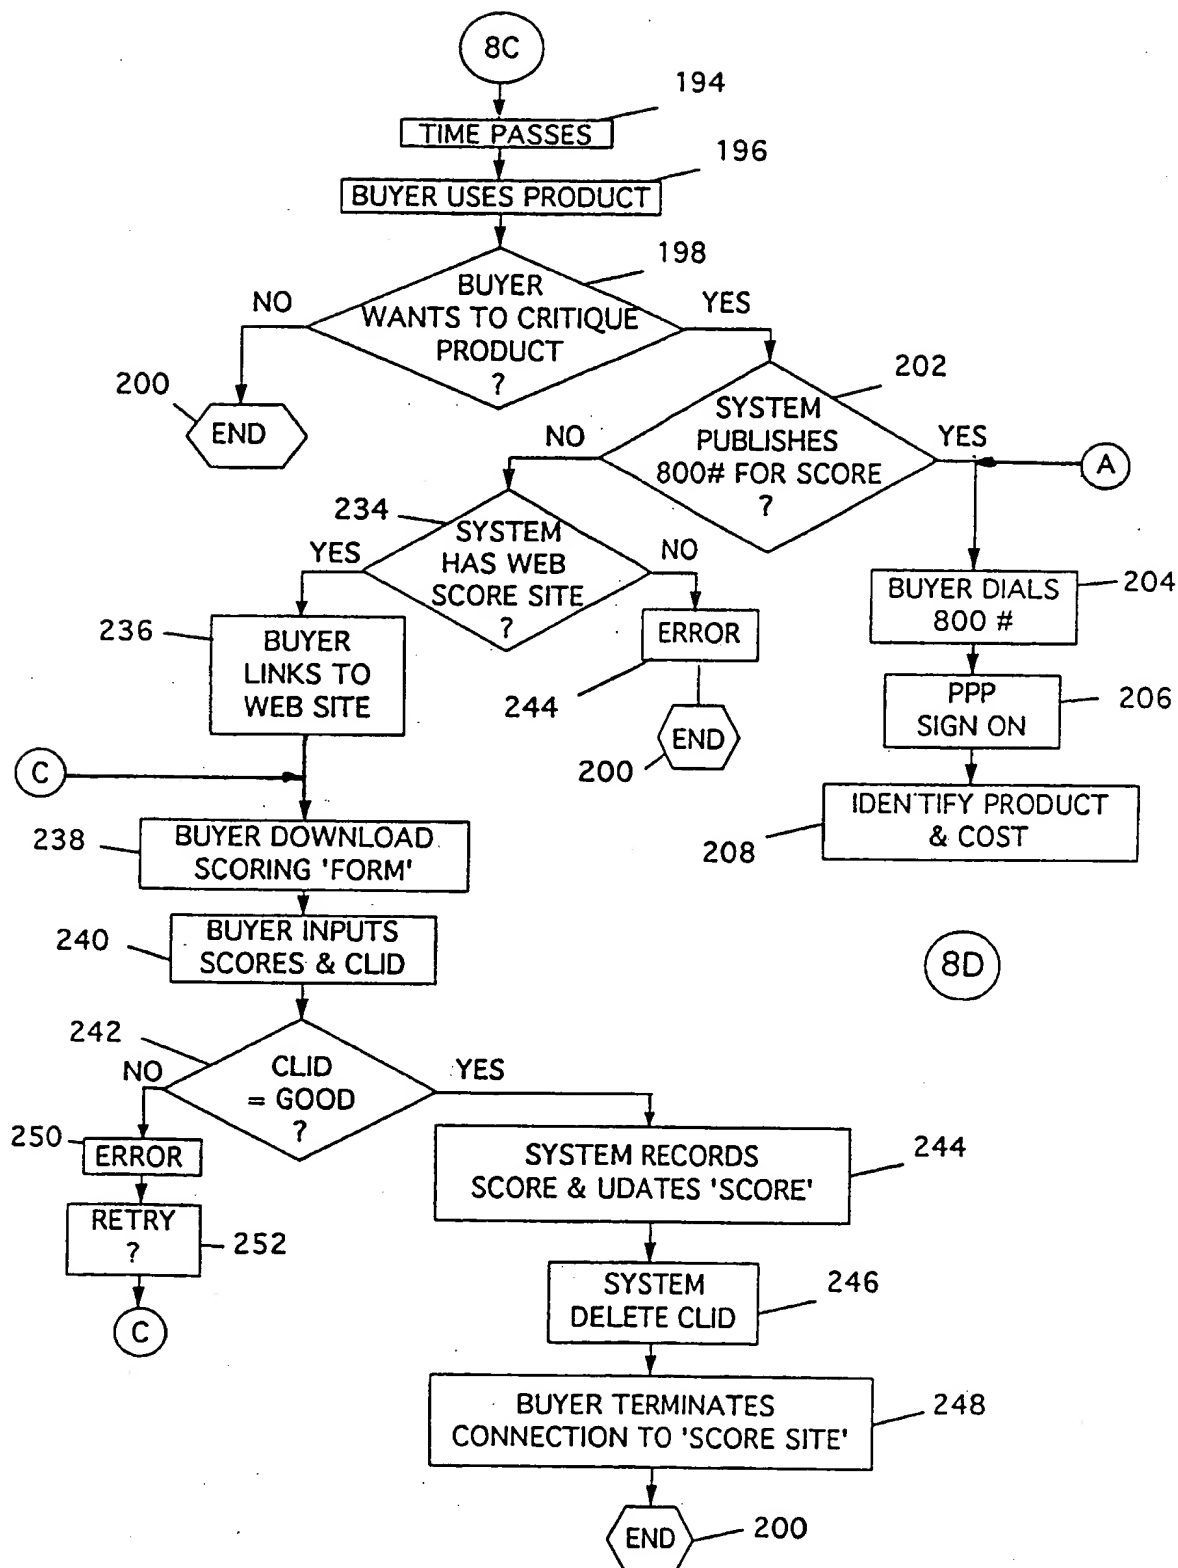 8C
194
TIME PASSES
196
BUYER USES PRODUCT
198
BUYER
WANTS TO CRITIQUE
PRODUCT
?
NO
YES
200
END
202
SYSTEM
PUBLISHES
800# FOR SCORE
?
NO
YES
A
234
SYSTEM
HAS WEB
SCORE SITE
?
YES
NO
BUYER DIALS
800 #
204
236
BUYER
LINKS TO
WEB SITE
ERROR
244
PPP
SIGN ON
206
END
200
C
IDENTIFY PRODUCT
& COST
208
238
BUYER DOWNLOAD
SCORING 'FORM'
240
BUYER INPUTS
SCORES & CLID
8D
242
CLID
= GOOD
?
NO
YES
250
ERROR
SYSTEM RECORDS
SCORE & UDATES 'SCORE'
244
RETRY
?
252
C
SYSTEM
DELETE CLID
246
BUYER TERMINATES
CONNECTION TO 'SCORE SITE'
248
END
200